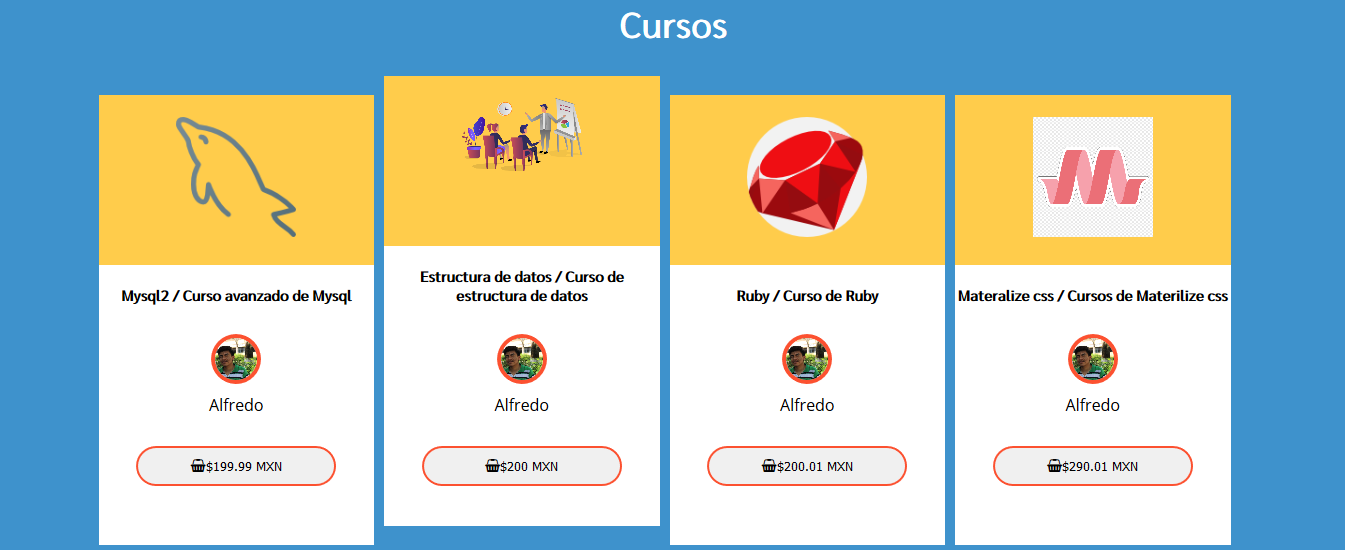 Cursos
Mysql2 / Curso avanzado de Mysql
Alfredo
$199.99 MXN
Estructura de datos / Curso de
estructura de datos
Alfredo
$200 MXN
Ruby / Curso de Ruby
Alfredo
$200.01 MXN
Materalize css / Cursos de Materilize css
Alfredo
$290.01 MXN